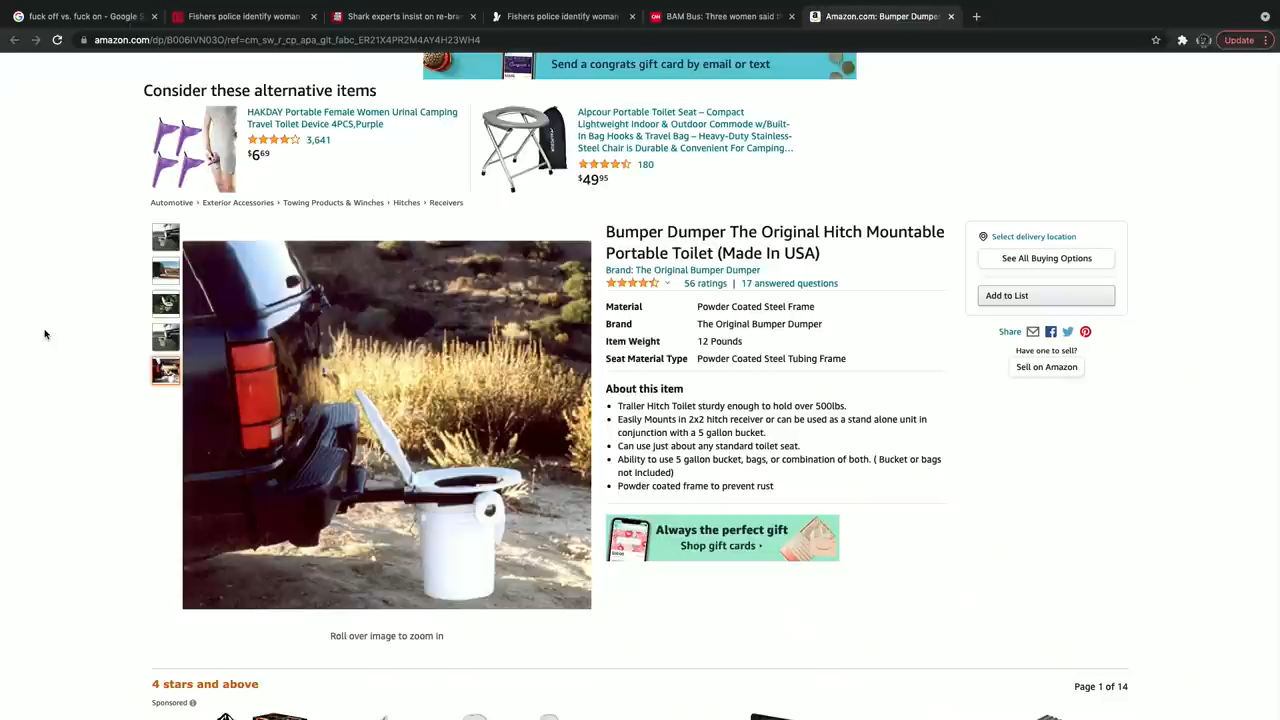 fuck off vs. fuck on - Google S
Fishers police identify woman
Shark experts insist on re-bra
Fishers police identify woman
BAM Bus: Three women said t
Amazon.com: Bumper Dumpe
amazon.com/dp/B006IVN03O/ref=cm_sw_r_cp_apa_glt_fabc_ER21X4PR2M4AY4H23WH4
Update
Send a congrats gift card by email or text
Consider these alternative items
HAKDAY Portable Female Women Urinal Camping
Travel Toilet Device 4PCS,Purple
3,641
$6.69
Alpcour Portable Toilet Seat – Compact
Lightweight Indoor & Outdoor Commode w/Built-
In Bag Hooks & Travel Bag – Heavy-Duty Stainless-
Steel Chair is Durable & Convenient For Camping...
180
$49.95
Automotive › Exterior Accessories › Towing Products & Winches › Hitches › Receivers
Bumper Dumper The Original Hitch Mountable
Portable Toilet (Made In USA)
Brand: The Original Bumper Dumper
56 ratings | 17 answered questions
Material Powder Coated Steel Frame
Brand The Original Bumper Dumper
Item Weight 12 Pounds
Seat Material Type Powder Coated Steel Tubing Frame
About this item
• Trailer Hitch Toilet sturdy enough to hold over 500lbs.
• Easily Mounts in 2x2 hitch receiver or can be used as a stand alone unit in
conjunction with a 5 gallon bucket.
• Can use just about any standard toilet seat.
• Ability to use 5 gallon bucket, bags, or combination of both. ( Bucket or bags
not included)
• Powder coated frame to prevent rust
Always the perfect gift
Shop gift cards ›
Select delivery location
See All Buying Options
Add to List
Share
Have one to sell?
Sell on Amazon
Roll over image to zoom in
4 stars and above
Sponsored
Page 1 of 14